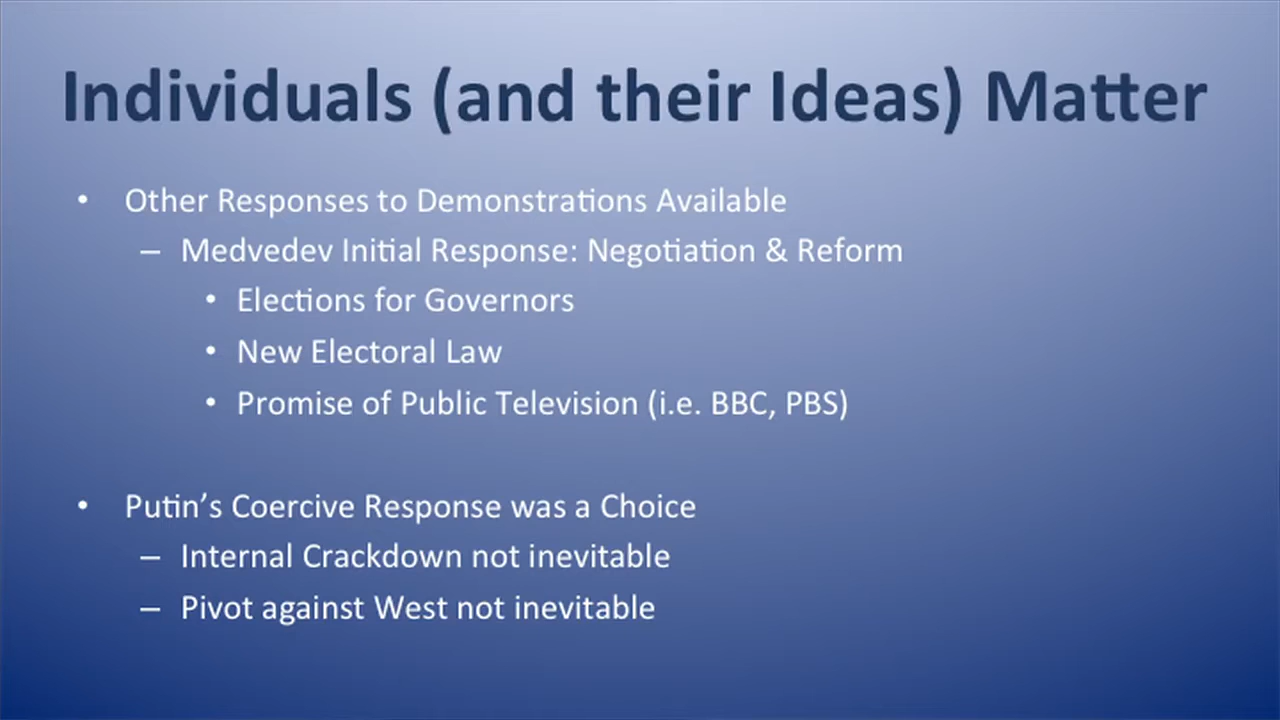 Individuals (and their Ideas) Matter
• Other Responses to Demonstrations Available
– Medvedev Initial Response: Negotiation & Reform
• Elections for Governors
• New Electoral Law
• Promise of Public Television (i.e. BBC, PBS)
• Putin’s Coercive Response was a Choice
– Internal Crackdown not inevitable
– Pivot against West not inevitable